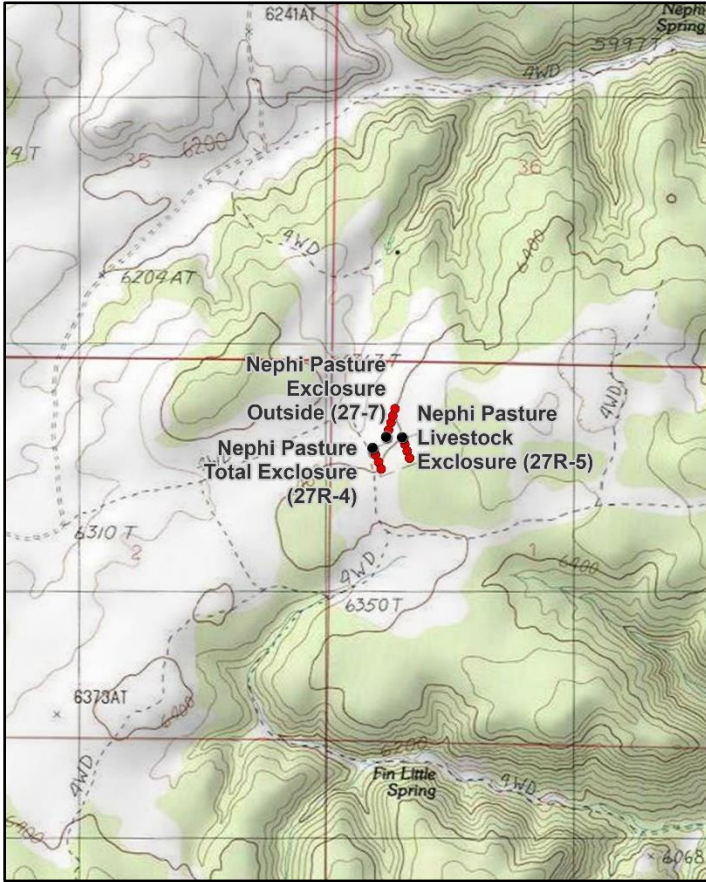 6241AT
Nephi
Spring
5997T
4WD
35
6200
36
4WD
6400
6204AT
Nephi Pasture
Exclosure
Outside (27-7)
Nephi Pasture
Livestock
Exclosure (27R-5)
Nephi Pasture
Total Exclosure
(27R-4)
4WD
6310 T
2
1
6400
4WD
6350T
6373AT
6400
4WD
6200
Fin Little
Spring
4WD
6068